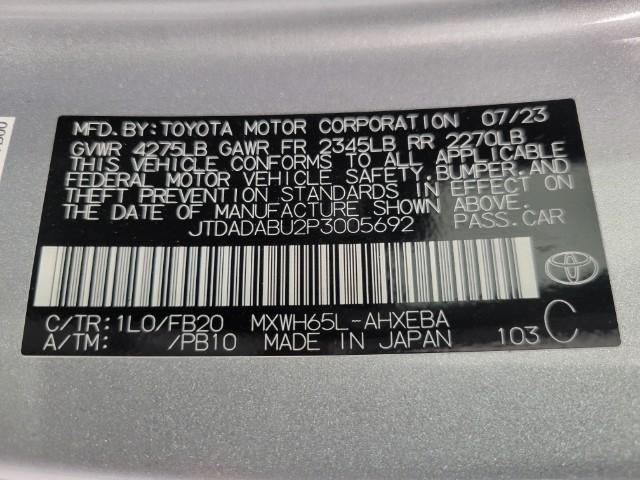 MFD.BY:TOYOTA MOTOR CORPORATION 07/23
GVWR 4275LB GAWR FR 2345LB RR 2270LB
THIS VEHICLE CONFORMS TO ALL APPLICABLE
FEDERAL MOTOR VEHICLE SAFETY,BUMPER,AND
THEFT PREVENTION STANDARDS IN EFFECT ON
THE DATE OF MANUFACTURE SHOWN ABOVE.
JTDADABU2P3005692 PASS.CAR
C/TR:1L0/FB20 MXWH65L-AHXEBA
A/TM: /PB10 MADE IN JAPAN 103 C